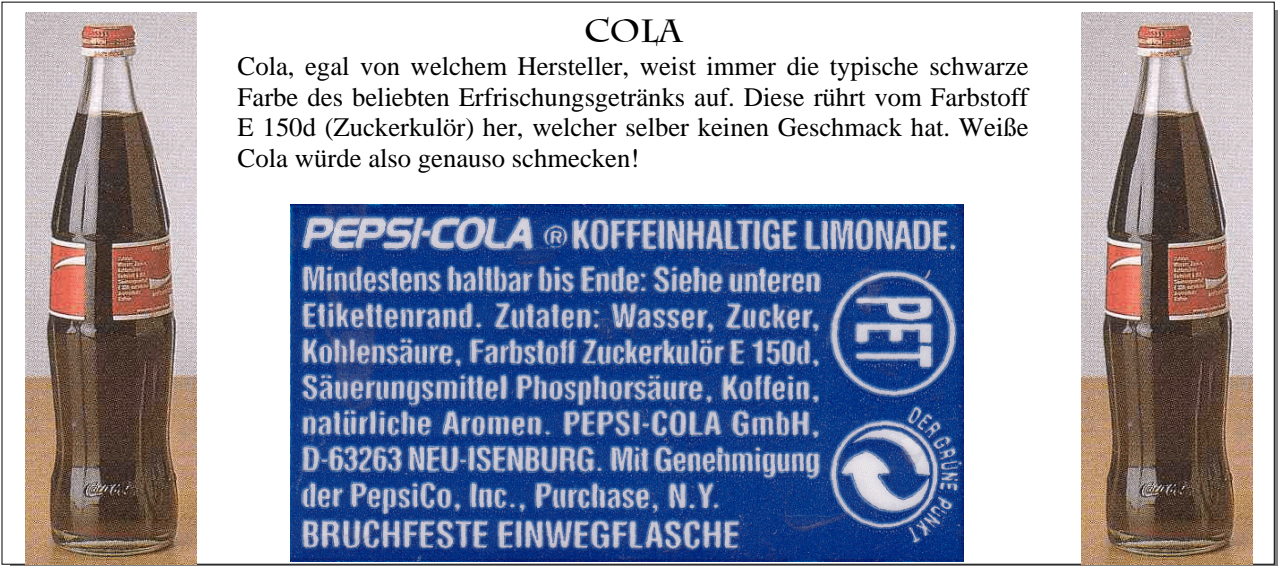 COLA
Cola, egal von welchem Hersteller, weist immer die typische schwarze
Farbe des beliebten Erfrischungsgetränks auf. Diese rührt vom Farbstoff
E 150d (Zuckerkulör) her, welcher selber keinen Geschmack hat. Weiße
Cola würde also genauso schmecken!
PEPSI-COLA ® KOFFEINHALTIGE LIMONADE.
Mindestens haltbar bis Ende: Siehe unteren
Etikettenrand. Zutaten: Wasser, Zucker,
Kohlensäure, Farbstoff Zuckerkulör E 150d,
Säuerungsmittel Phosphorsäure, Koffein,
natürliche Aromen. PEPSI-COLA GmbH,
D-63263 NEU-ISENBURG. Mit Genehmigung
der PepsiCo, Inc., Purchase, N.Y.
BRUCHFESTE EINWEGFLASCHE
PET
DER GRÜNE PUNKT